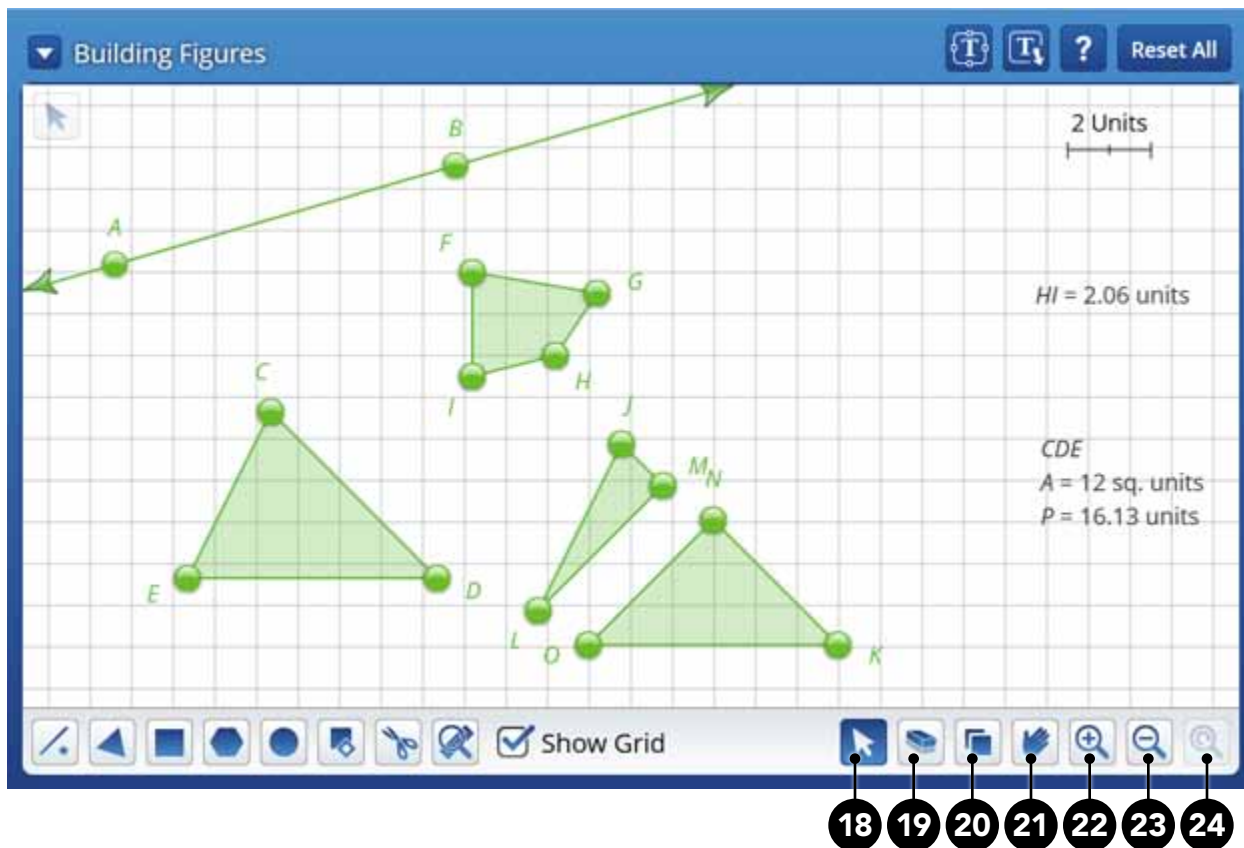 Building Figures
T T ? Reset All
2 Units
B
A
F
G
HI = 2.06 units
C
H
I
J
CDE
M N
A = 12 sq. units
P = 16.13 units
E
D
L
O
K
Show Grid
18 19 20 21 22 23 24